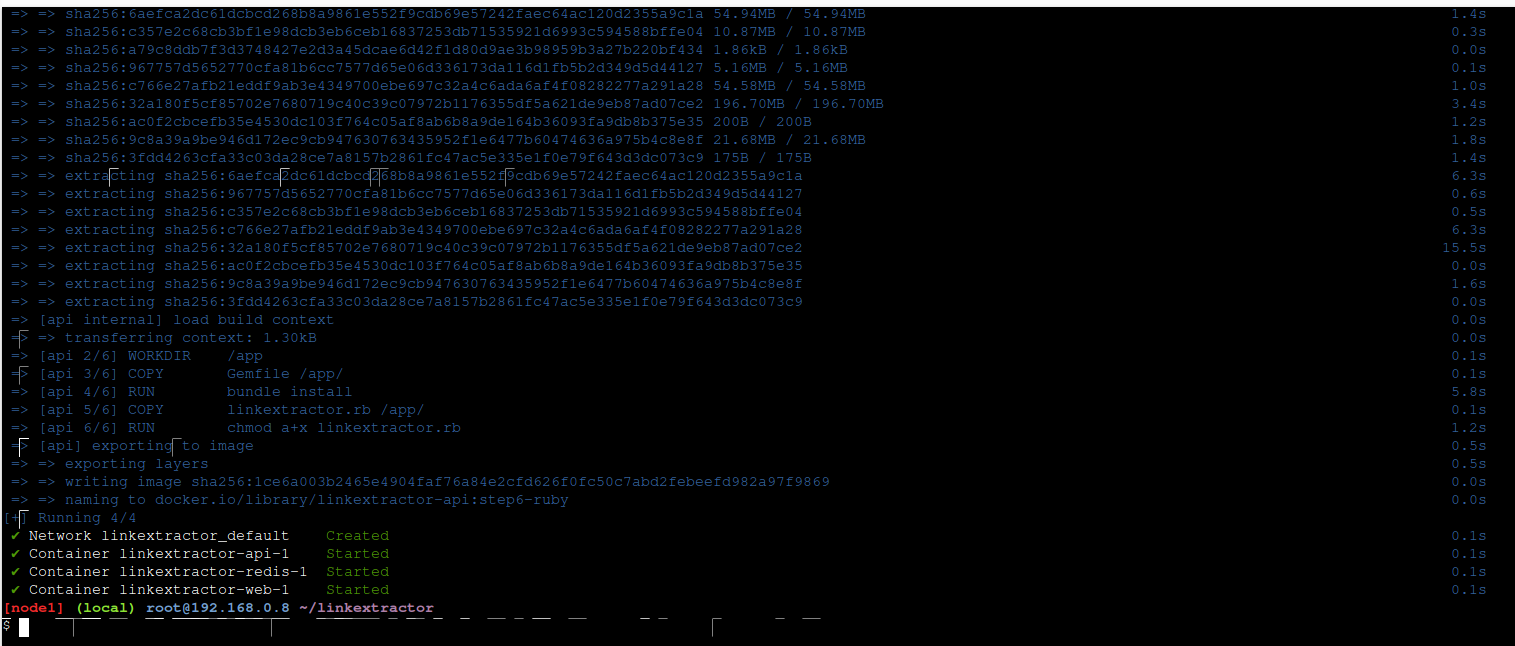 => => sha256:6aefca2dc61dcbcd268b8a9861e552f9cdb69e57242faec64ac120d2355a9c1a 54.94MB / 54.94MB 1.4s
=> => sha256:c357e2c68cb3bf1e98dcb3eb6ceb16837253db71535921d6993c594588bffe04 10.87MB / 10.87MB 0.3s
=> => sha256:a79c8ddb7f3d3748427e2d3a45dcae6d42f1d80d9ae3b98959b3a27b220bf434 1.86kB / 1.86kB 0.0s
=> => sha256:967757d5652770cfa81b6cc7577d65e06d336173da116d1fb5b2d349d5d44127 5.16MB / 5.16MB 0.1s
=> => sha256:c766e27afb21eddf9ab3e4349700ebe697c32a4c6ada6af4f08282277a291a28 54.58MB / 54.58MB 1.0s
=> => sha256:32a180f5cf85702e7680719c40c39c07972b1176355df5a621de9eb87ad07ce2 196.70MB / 196.70MB 3.4s
=> => sha256:ac0f2cbcefb35e4530dc103f764c05af8ab6b8a9de164b36093fa9db8b375e35 200B / 200B 1.2s
=> => sha256:9c8a39a9be946d172ec9cb947630763435952f1e6477b60474636a975b4c8e8f 21.68MB / 21.68MB 1.8s
=> => sha256:3fdd4263cfa33c03da28ce7a8157b2861fc47ac5e335e1f0e79f643d3dc073c9 175B / 175B 1.4s
=> => extracting sha256:6aefca2dc61dcbcd268b8a9861e552f9cdb69e57242faec64ac120d2355a9c1a 6.3s
=> => extracting sha256:967757d5652770cfa81b6cc7577d65e06d336173da116d1fb5b2d349d5d44127 0.6s
=> => extracting sha256:c357e2c68cb3bf1e98dcb3eb6ceb16837253db71535921d6993c594588bffe04 0.5s
=> => extracting sha256:c766e27afb21eddf9ab3e4349700ebe697c32a4c6ada6af4f08282277a291a28 6.3s
=> => extracting sha256:32a180f5cf85702e7680719c40c39c07972b1176355df5a621de9eb87ad07ce2 15.5s
=> => extracting sha256:ac0f2cbcefb35e4530dc103f764c05af8ab6b8a9de164b36093fa9db8b375e35 0.0s
=> => extracting sha256:9c8a39a9be946d172ec9cb947630763435952f1e6477b60474636a975b4c8e8f 1.6s
=> => extracting sha256:3fdd4263cfa33c03da28ce7a8157b2861fc47ac5e335e1f0e79f643d3dc073c9 0.0s
=> [api internal] load build context 0.0s
=> => transferring context: 1.30kB 0.0s
=> [api 2/6] WORKDIR /app 0.1s
=> [api 3/6] COPY Gemfile /app/ 0.1s
=> [api 4/6] RUN bundle install 5.8s
=> [api 5/6] COPY linkextractor.rb /app/ 0.1s
=> [api 6/6] RUN chmod a+x linkextractor.rb 1.2s
=> [api] exporting to image 0.5s
=> => exporting layers 0.5s
=> => writing image sha256:1ce6a003b2465e4904faf76a84e2cfd626f0fc50c7abd2febeefd982a97f9869 0.0s
=> => naming to docker.io/library/linkextractor-api:step6-ruby 0.0s
[+] Running 4/4
✔ Network linkextractor_default Created 0.1s
✔ Container linkextractor-api-1 Started 0.1s
✔ Container linkextractor-redis-1 Started 0.1s
✔ Container linkextractor-web-1 Started 0.1s
[node1] (local) root@192.168.0.8 ~/linkextractor
$